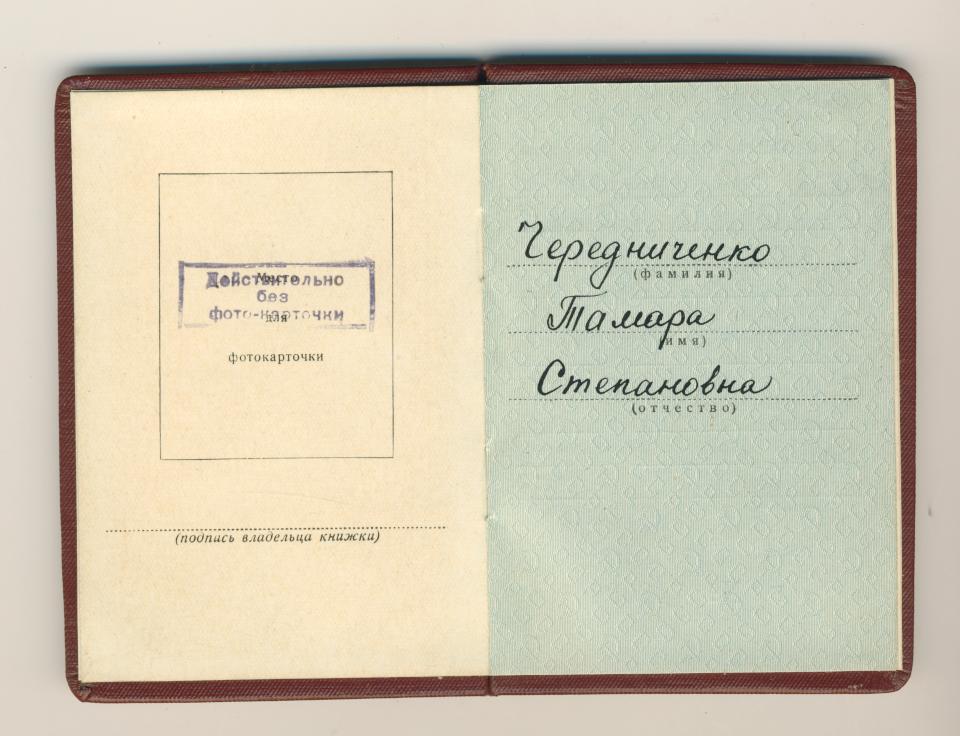 Место
для
фотокарточки
Действительно
без
фото-карточки
(подпись владельца книжки)
Чередниченко
(фамилия)
Тамара
(имя)
Степановна
(отчество)